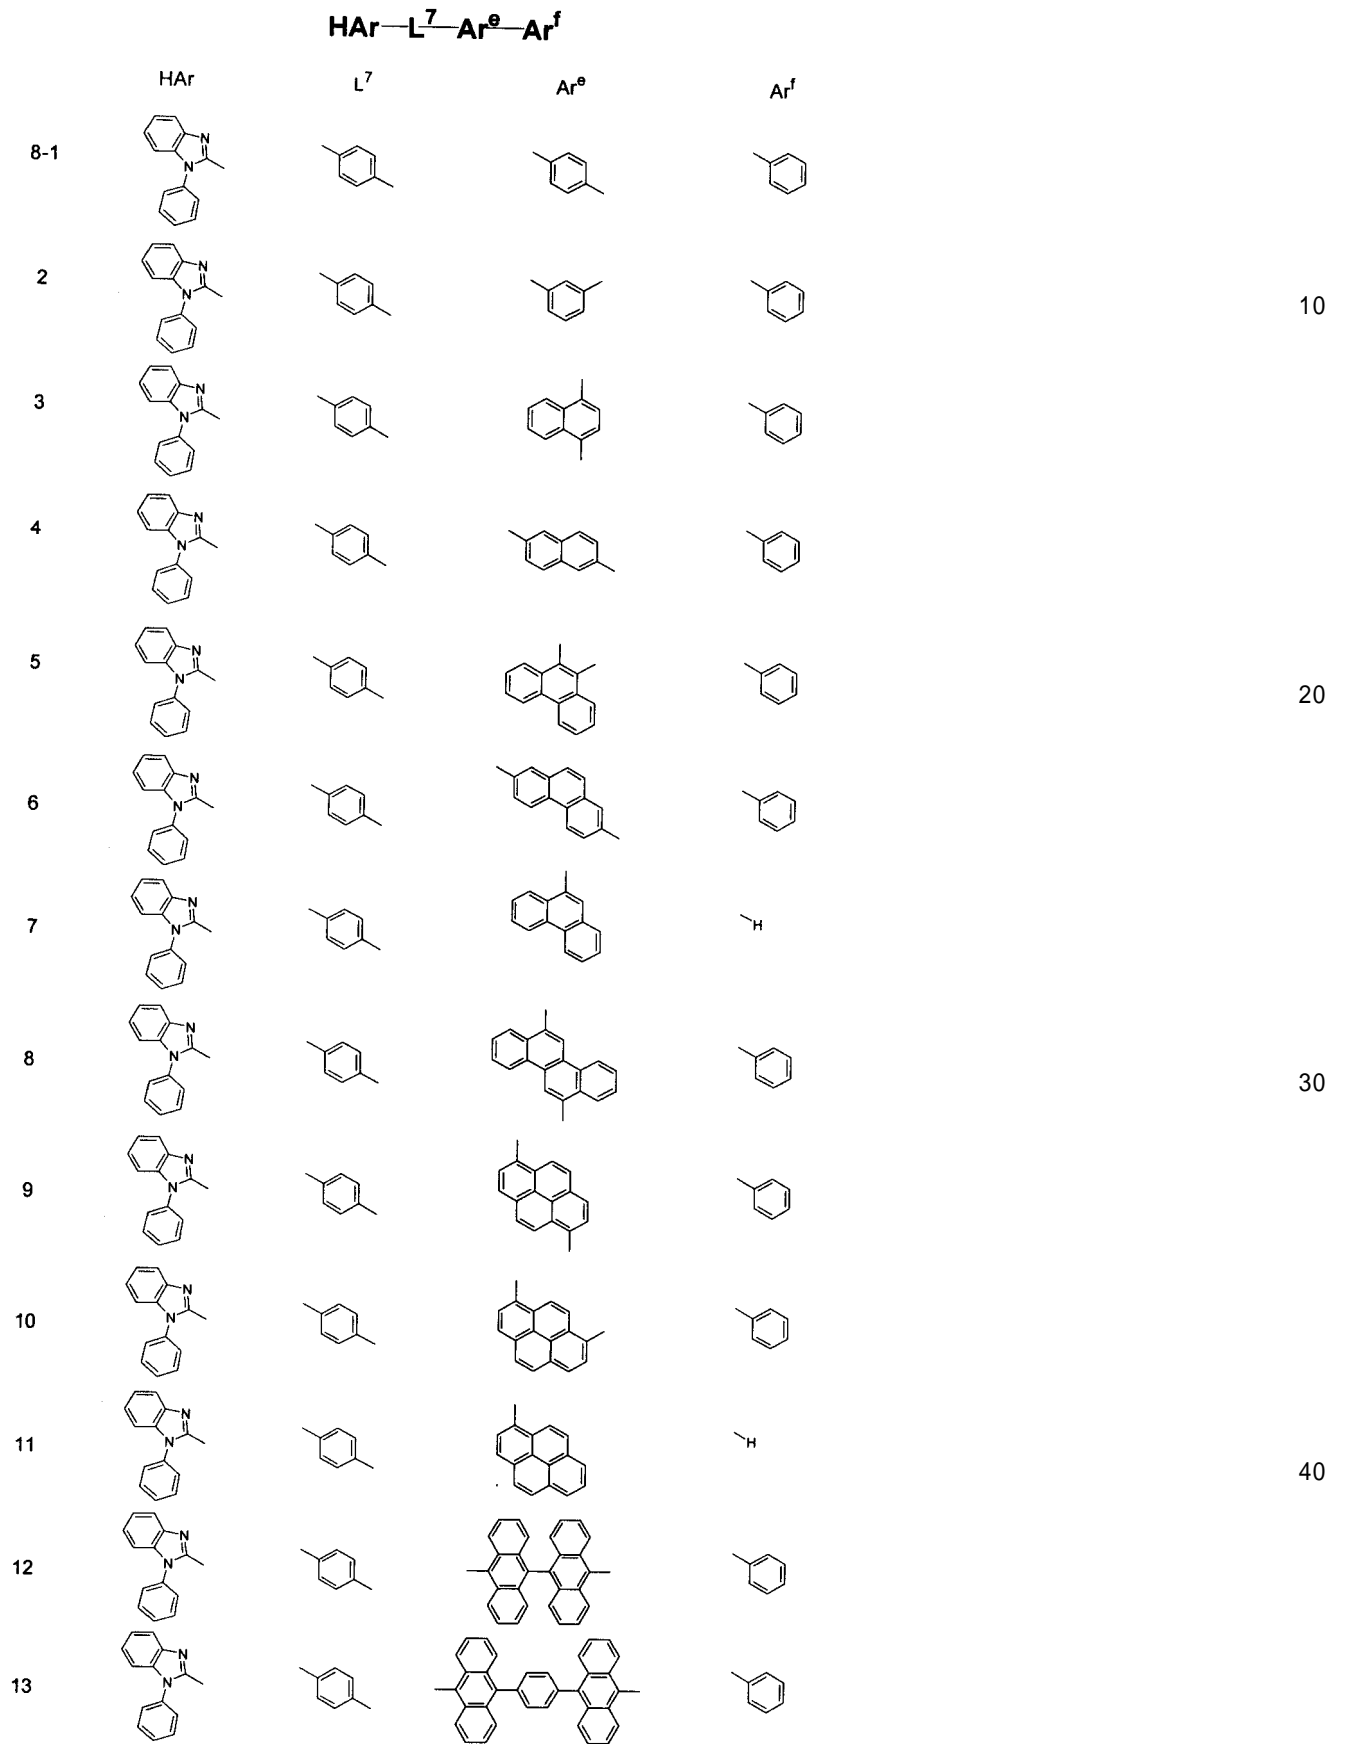 HAr—L⁷—Arᵉ—Arᶠ
HAr L⁷ Arᵉ Arᶠ
8-1 N N
2 N N 10
3 N N
4 N N
5 N N 20
6 N N
7 N N H
8 N N 30
9 N N
10 N N
11 N N H 40
12 N N
13 N N